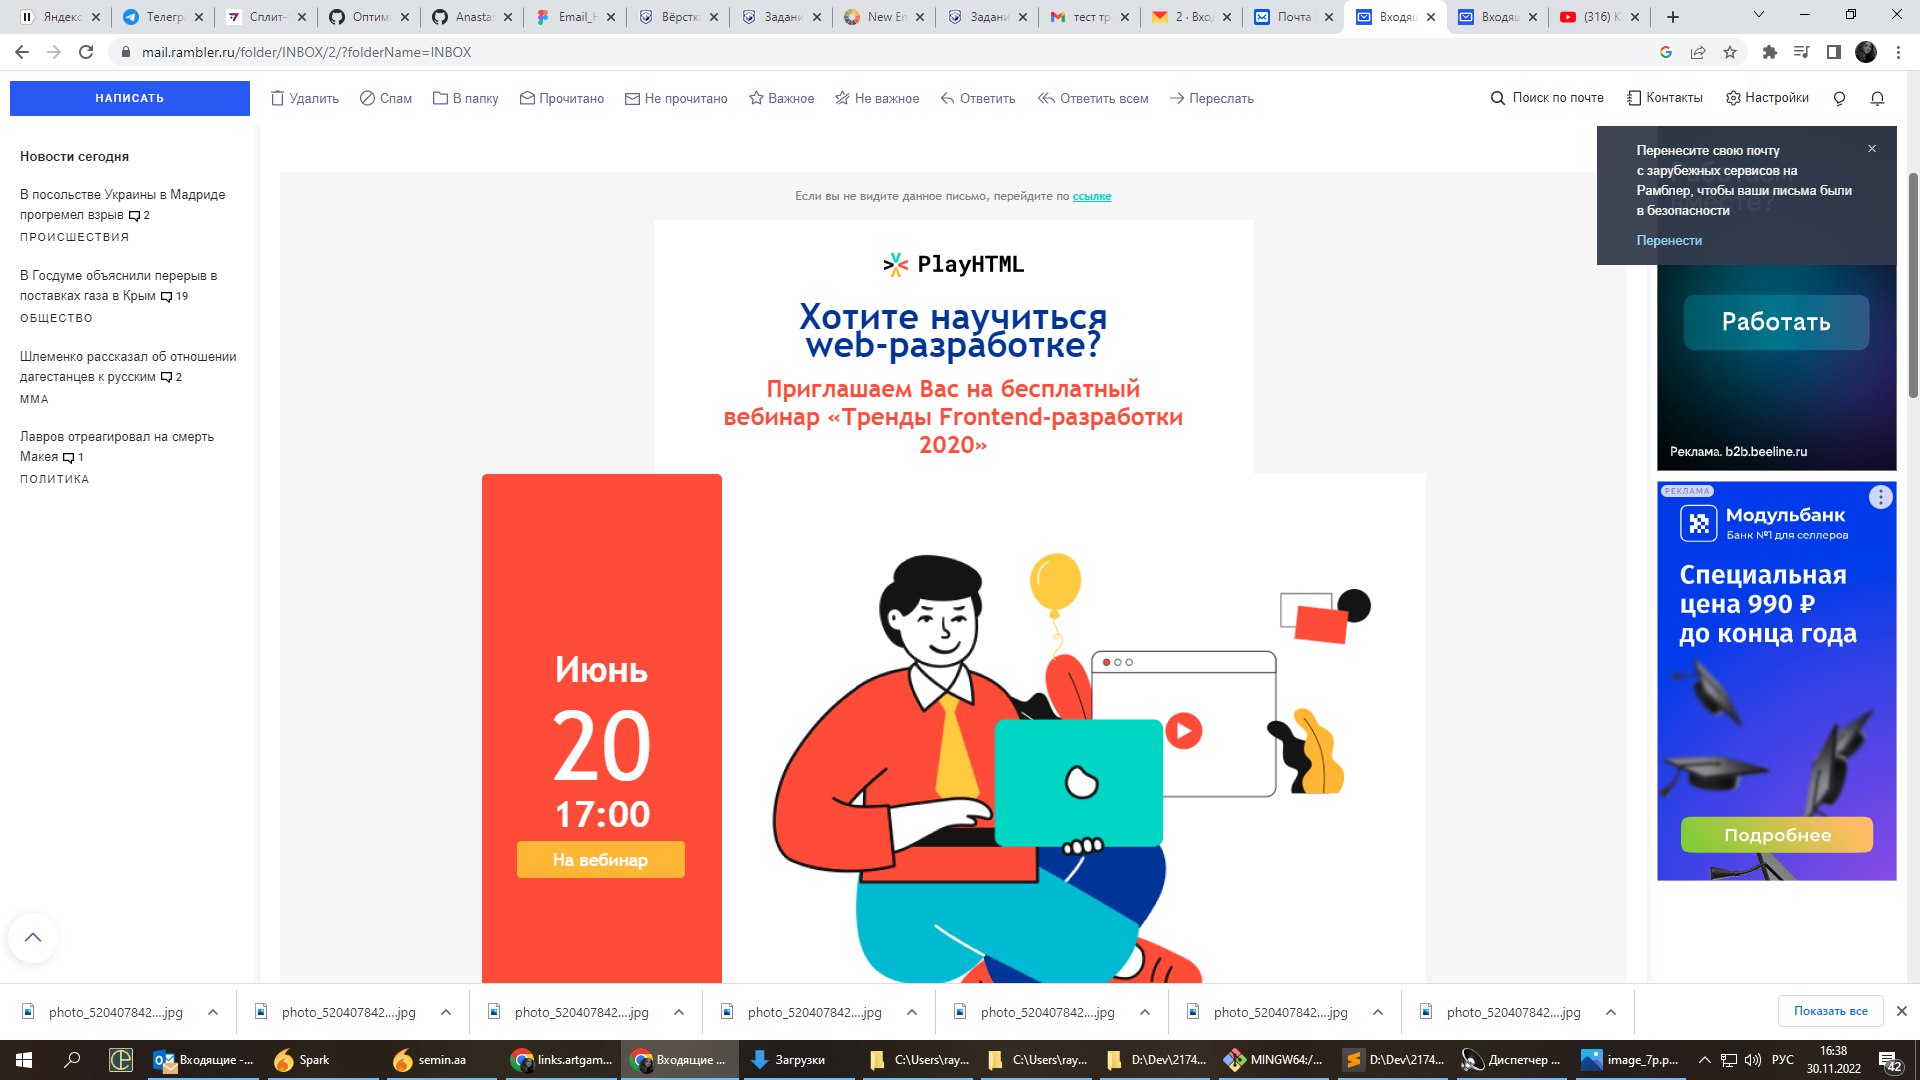 Яндекс
Телегра
Сплит-
Оптим
Anasta
Email_H
Вёрстк
Задани
New En
Задани
тест тр
2 · Вход
Почта
Входящ
Входящ
(316) К
mail.rambler.ru/folder/INBOX/2/?folderName=INBOX
НАПИСАТЬ
Удалить
Спам
В папку
Прочитано
Не прочитано
Важное
Не важное
Ответить
Ответить всем
Переслать
Поиск по почте
Контакты
Настройки
Новости сегодня
В посольстве Украины в Мадриде
прогремел взрыв 2
ПРОИСШЕСТВИЯ
В Госдуме объяснили перерыв в
поставках газа в Крым 19
ОБЩЕСТВО
Шлеменко рассказал об отношении
дагестанцев к русским 2
ММА
Лавров отреагировал на смерть
Макея 1
ПОЛИТИКА
Если вы не видите данное письмо, перейдите по ссылке
PlayHTML
Хотите научиться
web-разработке?
Приглашаем Вас на бесплатный
вебинар «Тренды Frontend-разработки
2020»
Июнь
20
17:00
На вебинар
Перенесите свою почту
с зарубежных сервисов на
Рамблер, чтобы ваши письма были
в безопасности
Перенести
Работать
Реклама. b2b.beeline.ru
РЕКЛАМА
Модульбанк
Банк №1 для селлеров
Специальная
цена 990 ₽
до конца года
Подробнее
photo_520407842....jpg
photo_520407842....jpg
photo_520407842....jpg
photo_520407842....jpg
photo_520407842....jpg
photo_520407842....jpg
photo_520407842....jpg
Показать все
Входящие -...
Spark
semin.aa
links.artgam...
Входящие ...
Загрузки
C:\Users\ray...
C:\Users\ray...
D:\Dev\2174...
MINGW64:/...
D:\Dev\2174...
Диспетчер ...
image_7p.p...
РУС
16:38
30.11.2022
42